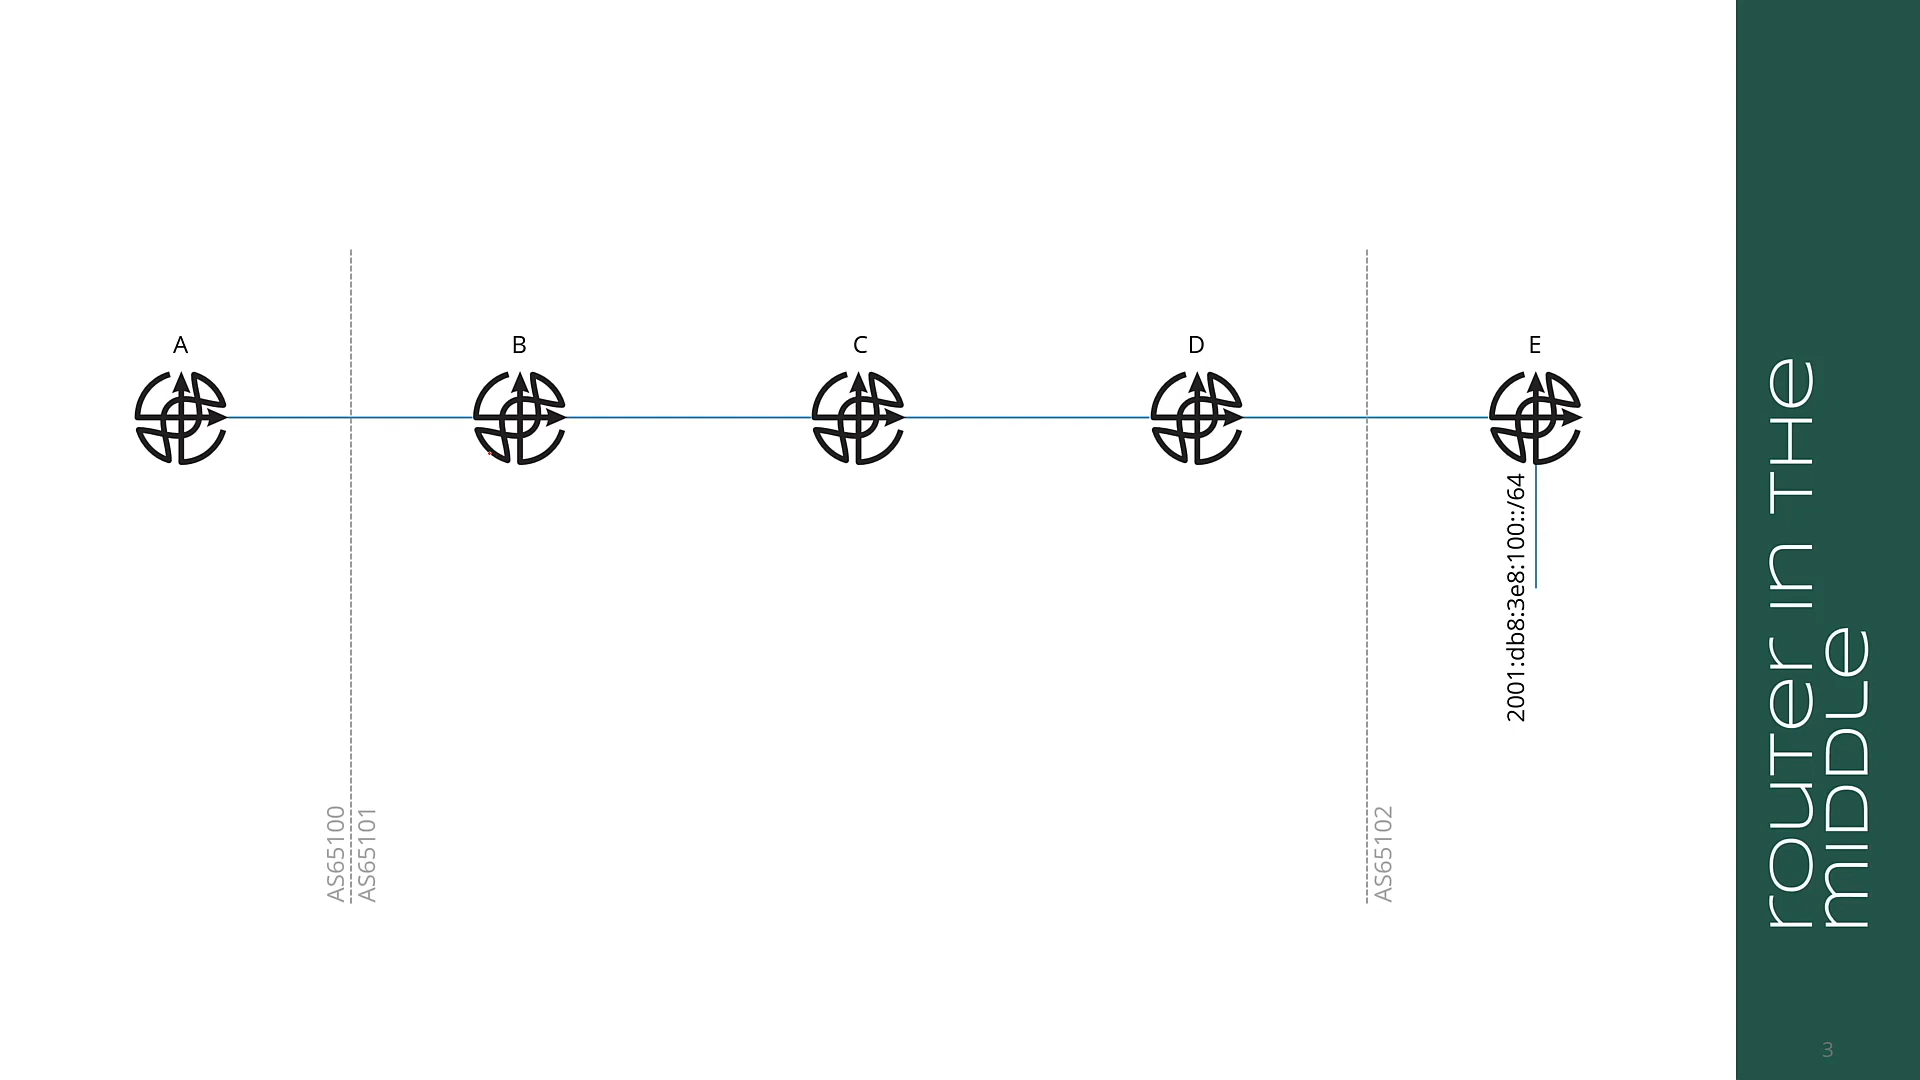 A
B
C
D
E
2001:db8:3e8:100::/64
AS65100
AS65101
AS65102
rOUTer in THe
MIDDLe
3